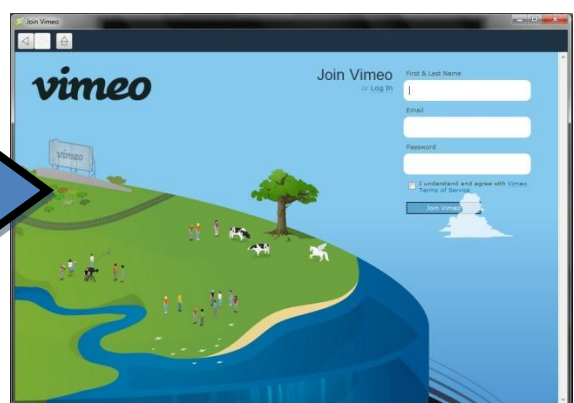 Join Vimeo
vimeo
Join Vimeo
or Log In
First & Last Name
Email
Password
I understand and agree with Vimeo
Terms of Service.
Join Vimeo
vimeo